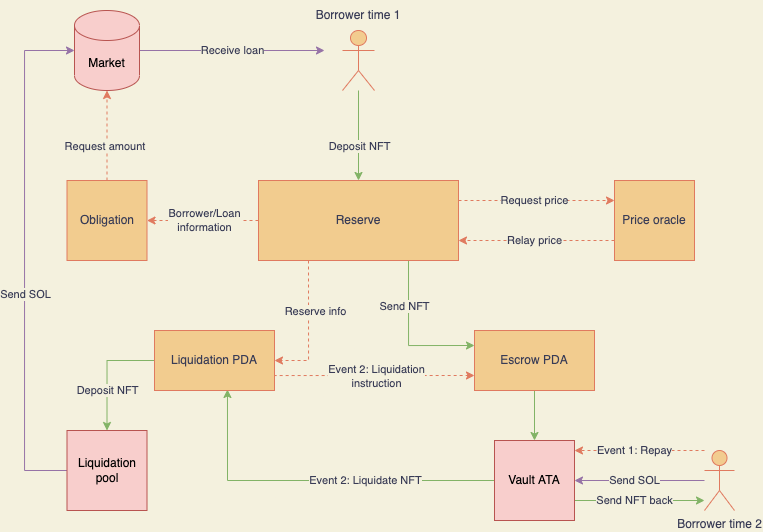 Borrower time 1
Market
Receive loan
Request amount
Deposit NFT
Obligation
Borrower/Loan
information
Reserve
Request price
Relay price
Price oracle
Send SOL
Reserve info
Send NFT
Liquidation PDA
Event 2: Liquidation
instruction
Escrow PDA
Deposit NFT
Liquidation
pool
Event 2: Liquidate NFT
Vault ATA
Event 1: Repay
Send SOL
Send NFT back
Borrower time 2